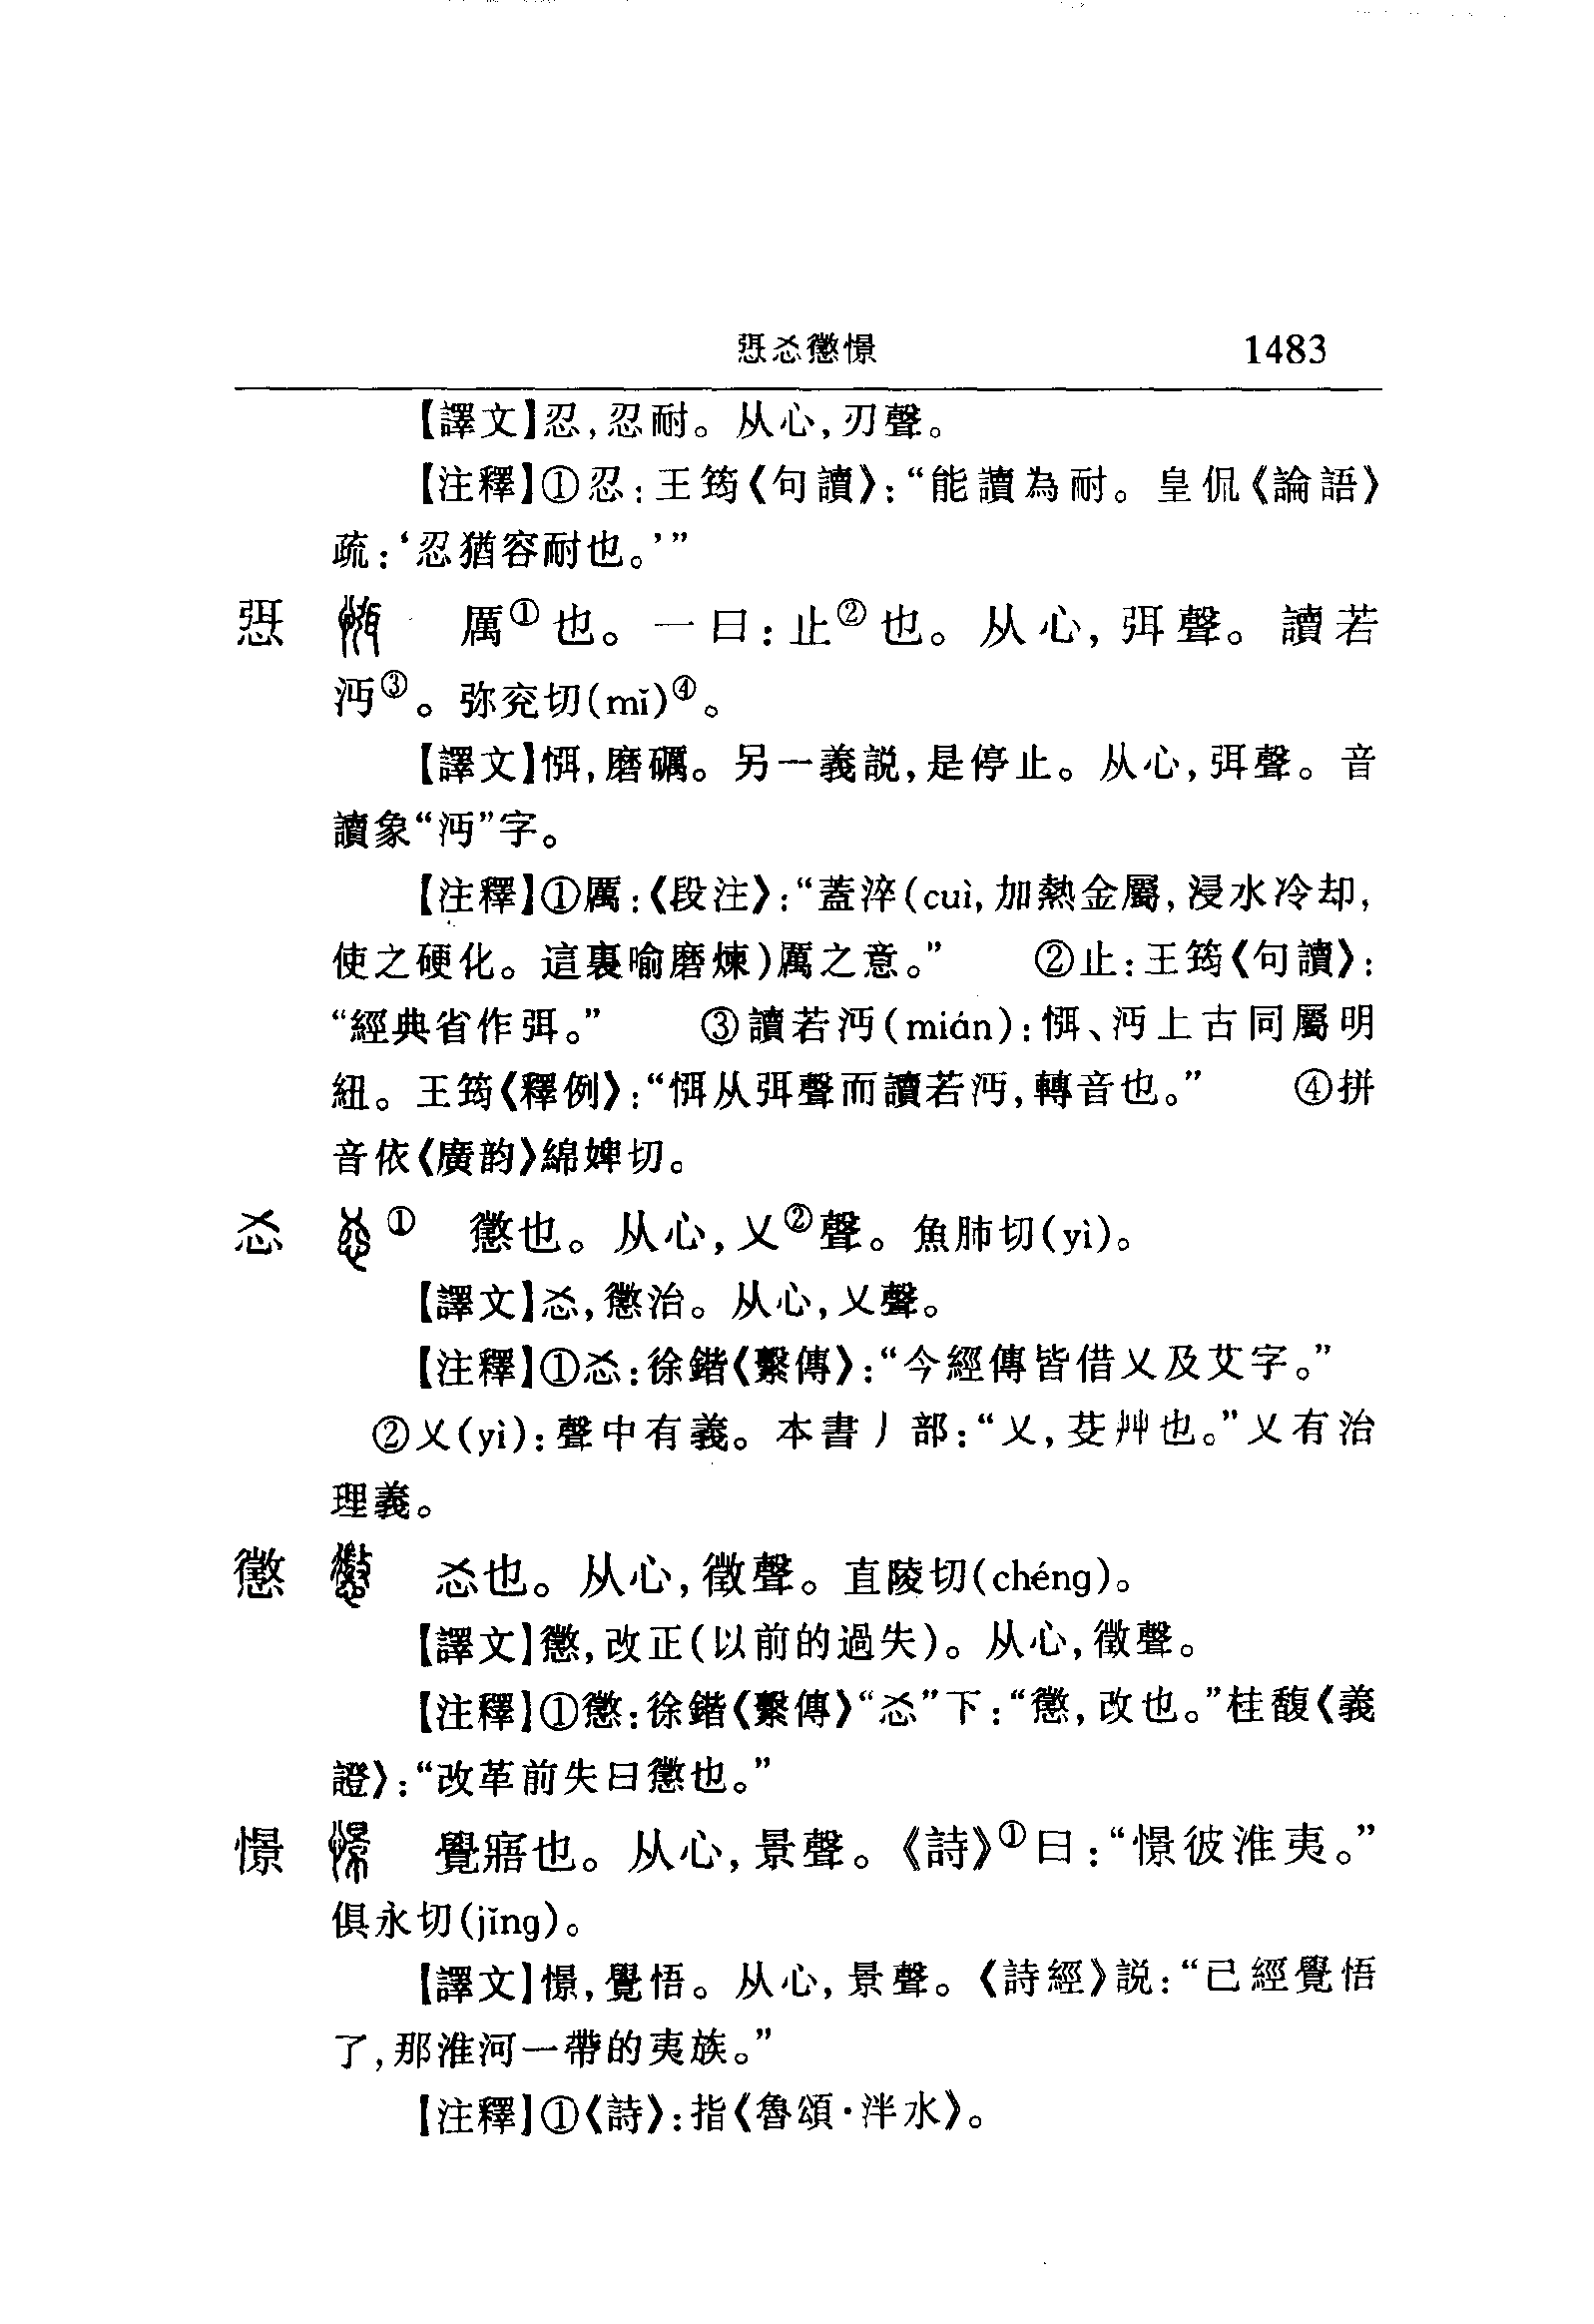 𢘺忢懲憬 1483
【譯文】忍,忍耐。从心,刃聲。
【注釋】①忍:王筠《句讀》:“能讀為耐。皇侃《論語》
疏:‘忍猶容耐也。’”
厲①也。一曰:止②也。从心,弭聲。讀若
沔③。弥兖切(mǐ)④。
【譯文】,磨礪。另一義説,是停止。从心,弭聲。音
讀象“沔”字。
【注釋】①厲:《段注》:“蓋淬(cuì,加熱金屬,浸水冷却,
使之硬化。這裏喻磨煉)厲之意。” ②止:王筠《句讀》:
“經典省作弭。” ③讀若沔(mián):、沔上古同屬明
紐。王筠《釋例》:“从弭聲而讀若沔,轉音也。” ④拼
音依《廣韵》綿婢切。
㣻 ① 懲也。从心,乂②聲。魚肺切(yì)。
【譯文】㣻,懲治。从心,乂聲。
【注釋】①㣻:徐鍇《繫傳》:“今經傳皆借乂及艾字。”
②乂(yì):聲中有義。本書丿部:“乂,芟艸也。”乂有治
理義。
懲 㣻也。从心,徵聲。直陵切(chéng)。
【譯文】懲,改正(以前的過失)。从心,徵聲。
【注釋】①懲:徐鍇《繫傳》“㣻”下:“懲,改也。”桂馥《義
證》:“改革前失曰懲也。”
憬 覺寤也。从心,景聲。《詩》①曰:“憬彼淮夷。”
俱永切(jǐng)。
【譯文】憬,覺悟。从心,景聲。《詩經》説:“已經覺悟
了,那淮河一帶的夷族。”
【注釋】①《詩》:指《魯頌·泮水》。